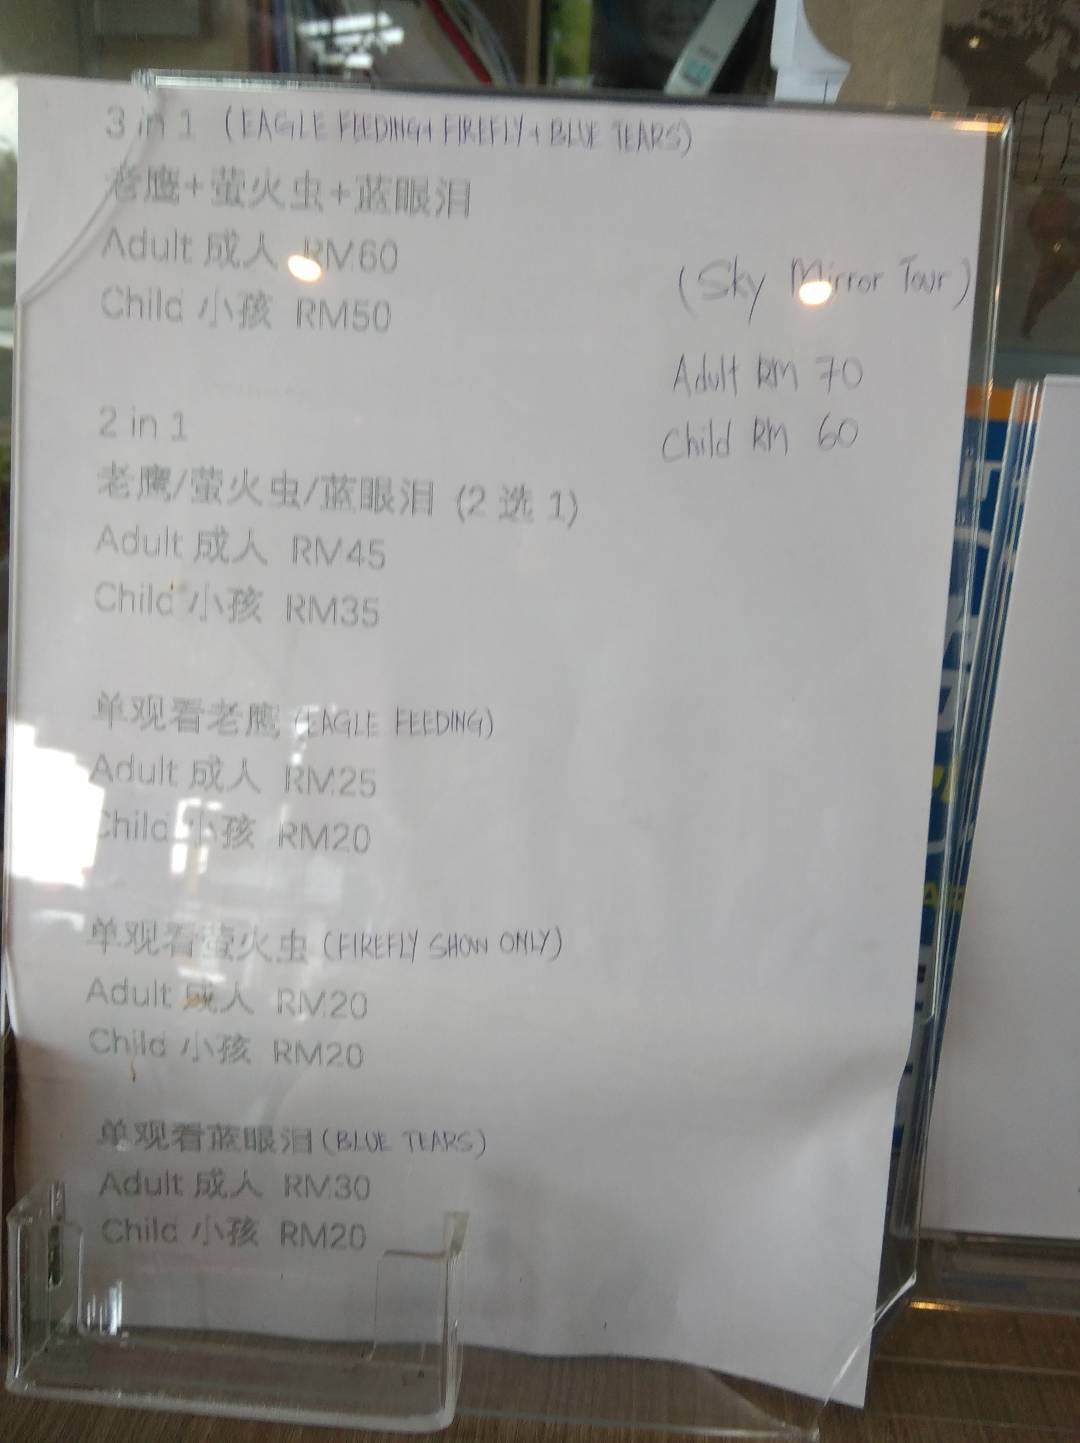 3 in 1 (EAGLE FEEDING+ FIREFLY + BLUE TEARS)
老鹰+萤火虫+蓝眼泪
Adult 成人 RM60
Child 小孩 RM50
(Sky Mirror Tour)
Adult RM 70
Child RM 60
2 in 1
老鹰/萤火虫/蓝眼泪 (2 选 1)
Adult 成人 RM45
Child 小孩 RM35
单观看老鹰 (EAGLE FEEDING)
Adult 成人 RM25
Child 小孩 RM20
单观看萤火虫 (FIREFLY SHOW ONLY)
Adult 成人 RM20
Child 小孩 RM20
单观看蓝眼泪 (BLUE TEARS)
Adult 成人 RM30
Child 小孩 RM20